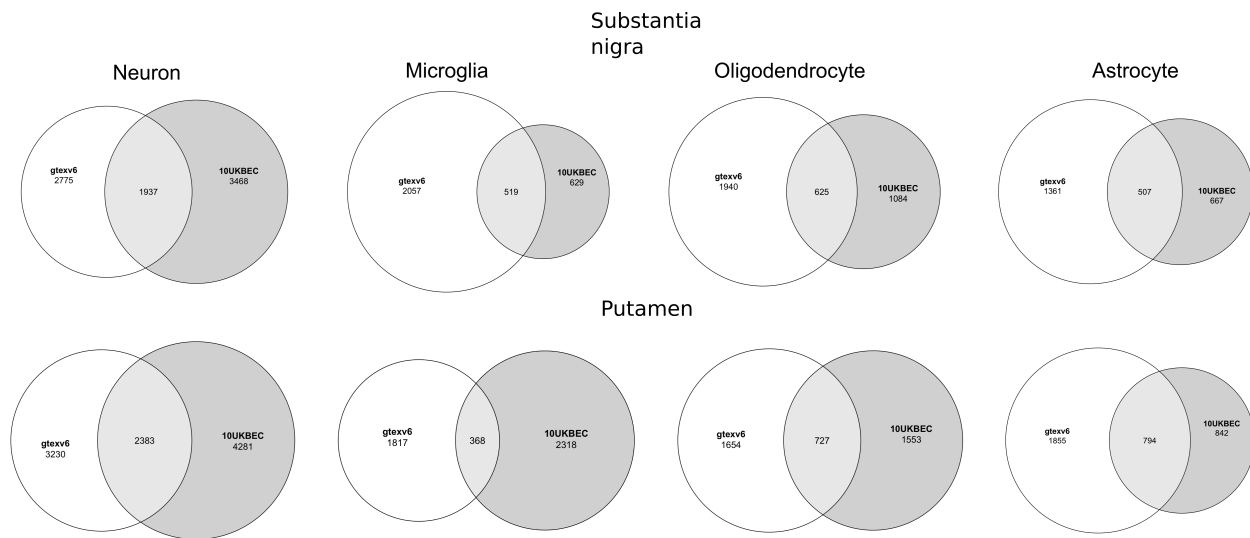 Substantia
nigra
Neuron
Microglia
Oligodendrocyte
Astrocyte
gtexv6
2775
1937
10UKBEC
3468
gtexv6
2057
519
10UKBEC
629
gtexv6
1940
625
10UKBEC
1084
gtexv6
1361
507
10UKBEC
667
Putamen
gtexv6
3230
2383
10UKBEC
4281
gtexv6
1817
368
10UKBEC
2318
gtexv6
1654
727
10UKBEC
1553
gtexv6
1855
794
10UKBEC
842